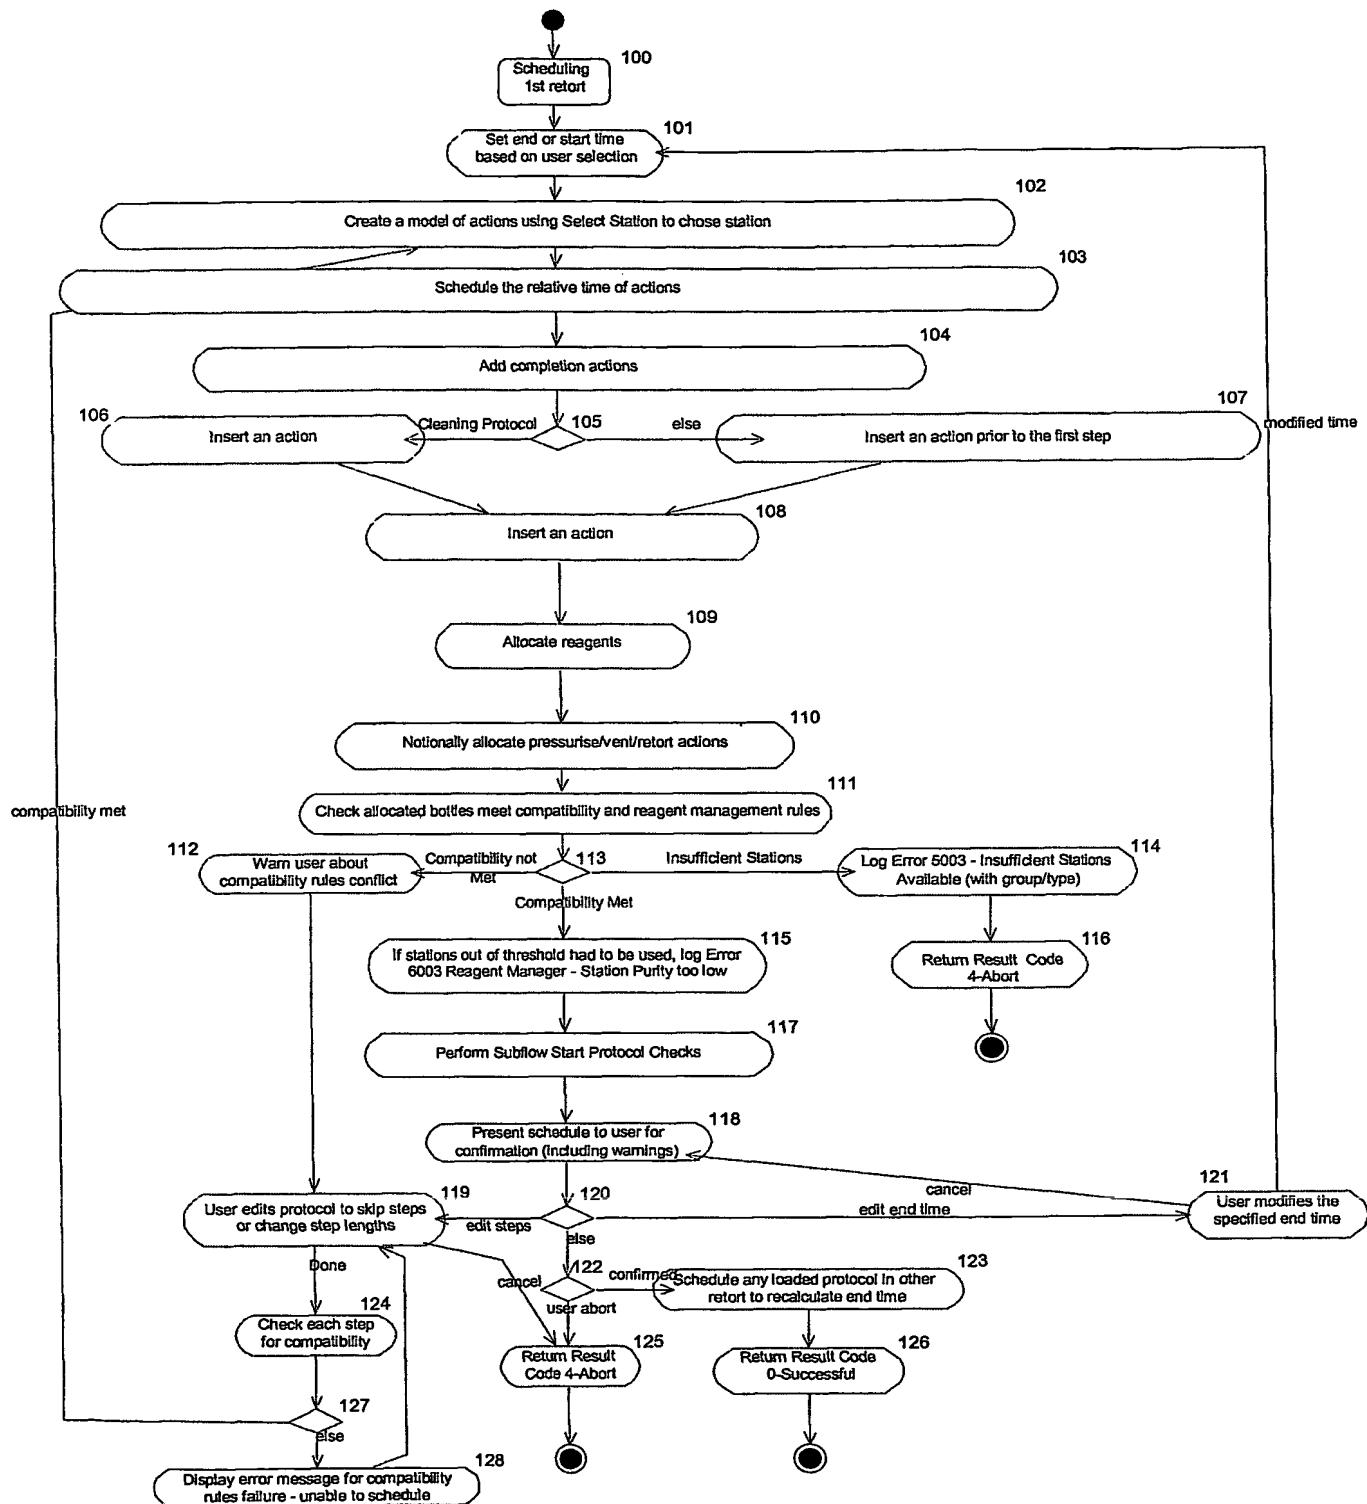 100
Scheduling
1st retort
101
Set end or start time
based on user selection
102
Create a model of actions using Select Station to chose station
103
Schedule the relative time of actions
104
Add completion actions
106
Insert an action
Cleaning Protocol
105
else
107
Insert an action prior to the first step
modified time
108
Insert an action
109
Allocate reagents
110
Notionally allocate pressurise/vent/retort actions
111
Check allocated bottles meet compatibility and reagent management rules
compatibility met
112
Warn user about
compatibility rules conflict
Compatibility not
Met
113
Insufficient Stations
114
Log Error 5003 - Insufficient Stations
Available (with group/type)
Compatibility Met
115
If stations out of threshold had to be used, log Error
6003 Reagent Manager - Station Purity too low
116
Return Result Code
4-Abort
117
Perform Subflow Start Protocol Checks
118
Present schedule to user for
confirmation (including warnings)
119
User edits protocol to skip steps
or change step lengths
120
edit steps
else
cancel
edit end time
121
User modifies the
specified end time
Done
cancel
122
confirmed
user abort
123
Schedule any loaded protocol in other
retort to recalculate end time
124
Check each step
for compatibility
125
Return Result
Code 4-Abort
126
Return Result Code
0-Successful
127
else
128
Display error message for compatibility
rules failure - unable to schedule